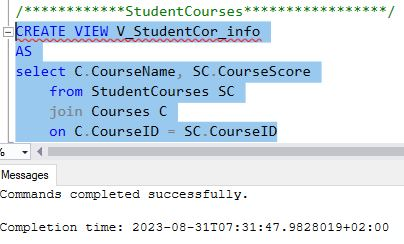 /************StudentCourses****************/
CREATE VIEW V_StudentCor_info
AS
select C.CourseName, SC.CourseScore
from StudentCourses SC
join Courses C
on C.CourseID = SC.CourseID
%
Messages
Commands completed successfully.
Completion time: 2023-08-31T07:31:47.9828019+02:00